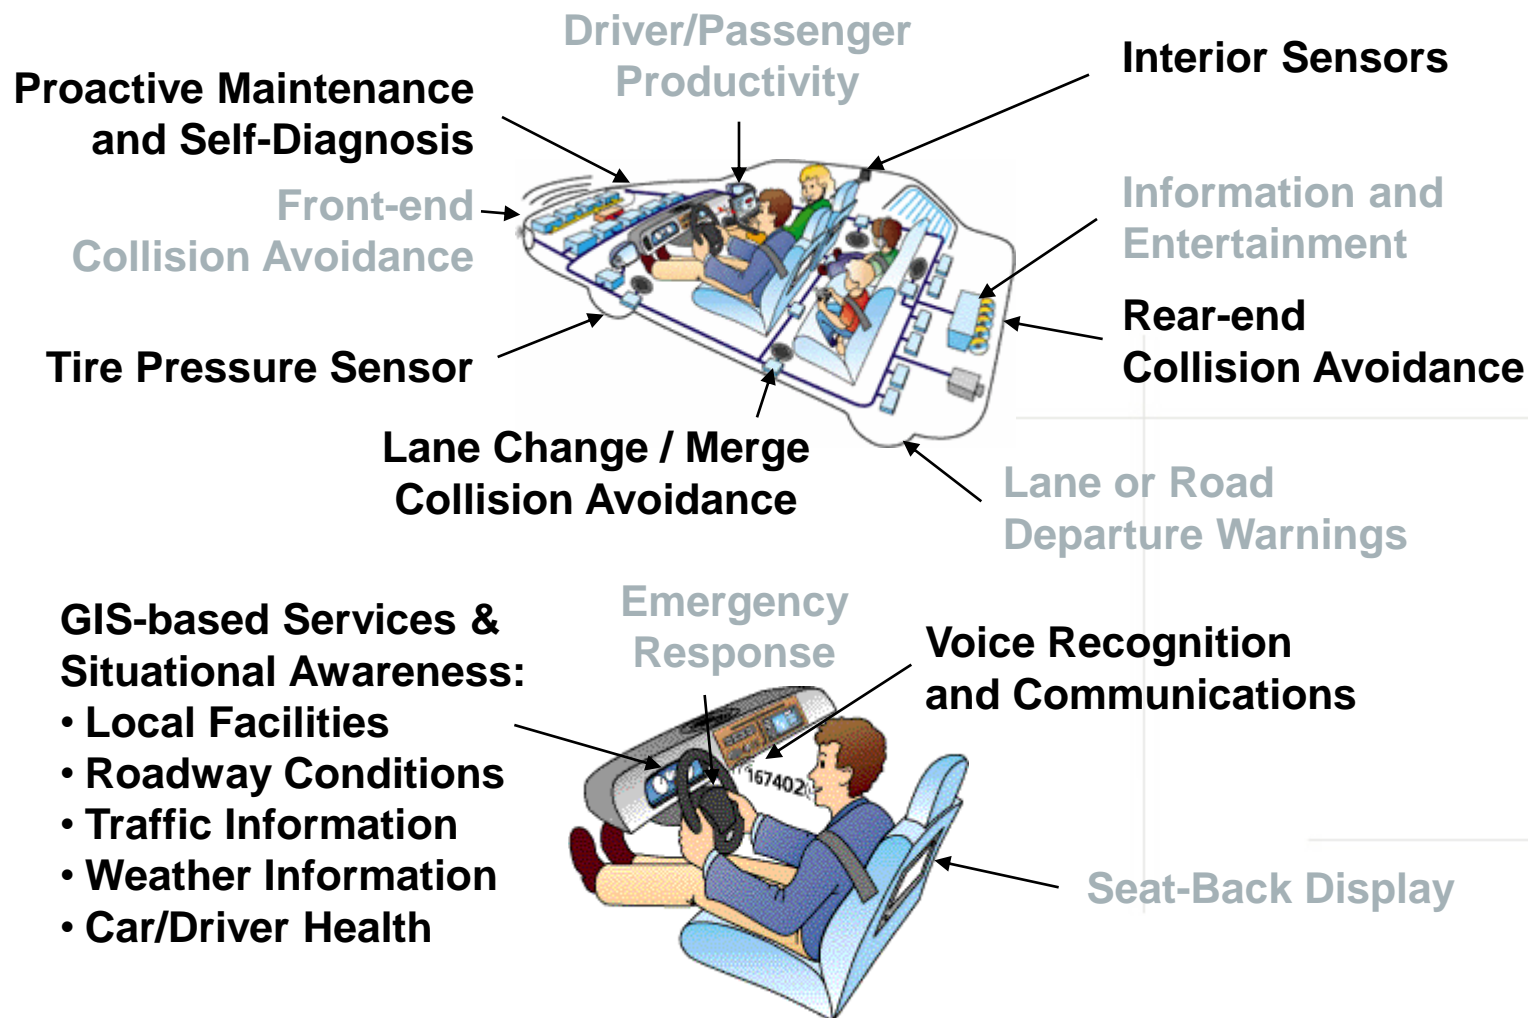 Driver/Passenger
Productivity
Interior Sensors
Proactive Maintenance
and Self-Diagnosis
Front-end
Collision Avoidance
Information and
Entertainment
Rear-end
Collision Avoidance
Tire Pressure Sensor
Lane Change / Merge
Collision Avoidance
Lane or Road
Departure Warnings
GIS-based Services &
Situational Awareness:
• Local Facilities
• Roadway Conditions
• Traffic Information
• Weather Information
• Car/Driver Health
Emergency
Response
Voice Recognition
and Communications
167402
Seat-Back Display